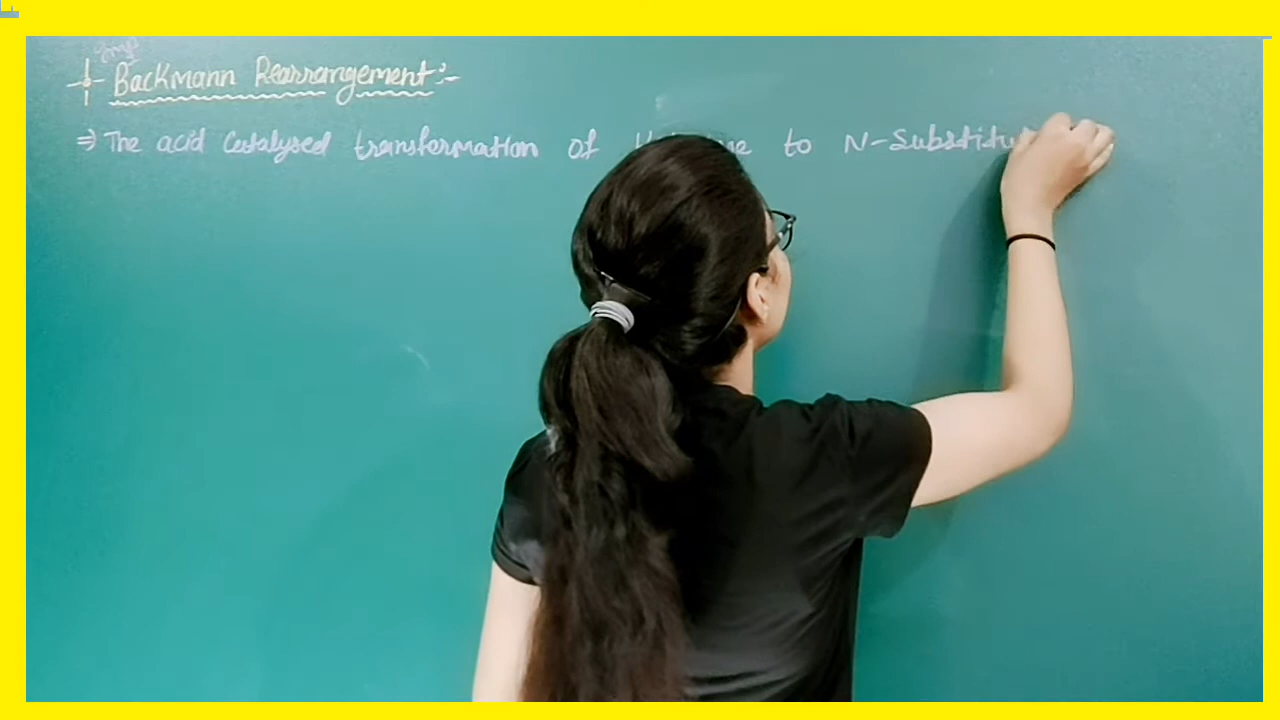 Imp
Backmann Rearrangement :-
⇒ The acid Catalysed transformation of to N-Substitu